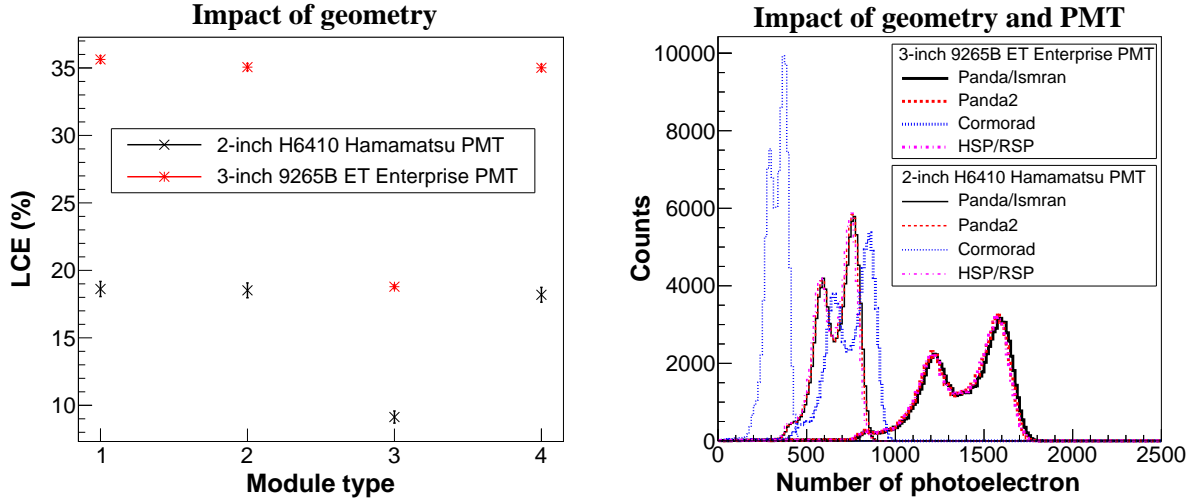 Impact of geometry
LCE (%)
35
30
25
20
15
10
2-inch H6410 Hamamatsu PMT
3-inch 9265B ET Enterprise PMT
1
2
3
4
Module type
Impact of geometry and PMT
Counts
10000
8000
6000
4000
2000
0
3-inch 9265B ET Enterprise PMT
Panda/Ismran
Panda2
Cormorad
HSP/RSP
2-inch H6410 Hamamatsu PMT
Panda/Ismran
Panda2
Cormorad
HSP/RSP
0
500
1000
1500
2000
2500
Number of photoelectron